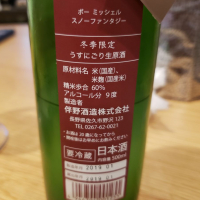 ボー ミッシェル
スノーファンタジー
冬季限定
うすにごり生原酒
原材料名 米(国産)、
米麹(国産米)
精米歩合 60%
アルコール分 9度
製造者
伴野酒造株式会社
長野県佐久市野沢 123
TEL 0267-62-0021
要冷蔵
日本酒
内容量 500ml
2019.01